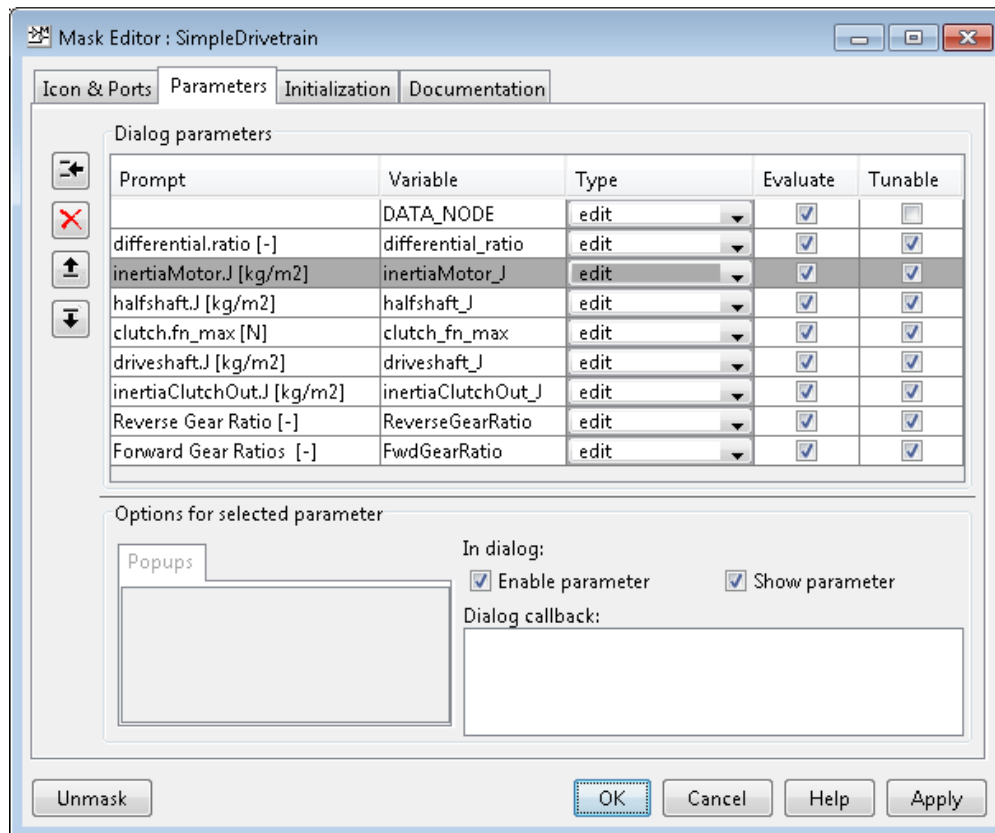 Mask Editor : SimpleDrivetrain
Icon & Ports Parameters Initialization Documentation
Dialog parameters
Prompt Variable Type Evaluate Tunable
DATA_NODE edit
differential.ratio [-] differential_ratio edit
inertiaMotor.J [kg/m2] inertiaMotor_J edit
halfshaft.J [kg/m2] halfshaft_J edit
clutch.fn_max [N] clutch_fn_max edit
driveshaft.J [kg/m2] driveshaft_J edit
inertiaClutchOut.J [kg/m2] inertiaClutchOut_J edit
Reverse Gear Ratio [-] ReverseGearRatio edit
Forward Gear Ratios [-] FwdGearRatio edit
Options for selected parameter
Popups
In dialog:
Enable parameter Show parameter
Dialog callback:
Unmask OK Cancel Help Apply